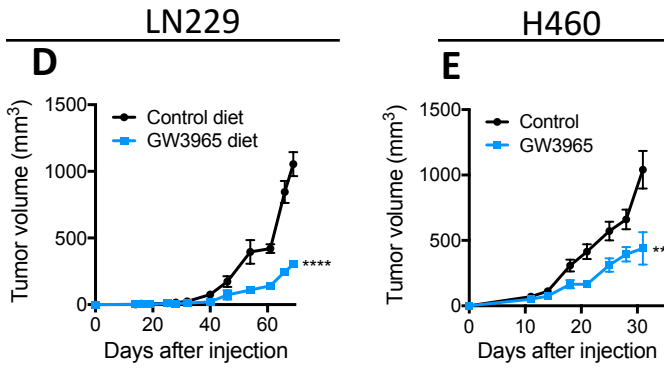 LN229
H460
D
E
Tumor volume (mm³)
1500
1000
500
0
Control diet
GW3965 diet
****
0
20
40
60
Days after injection
Tumor volume (mm³)
1500
1000
500
0
Control
GW3965
**
0
10
20
30
Days after injection